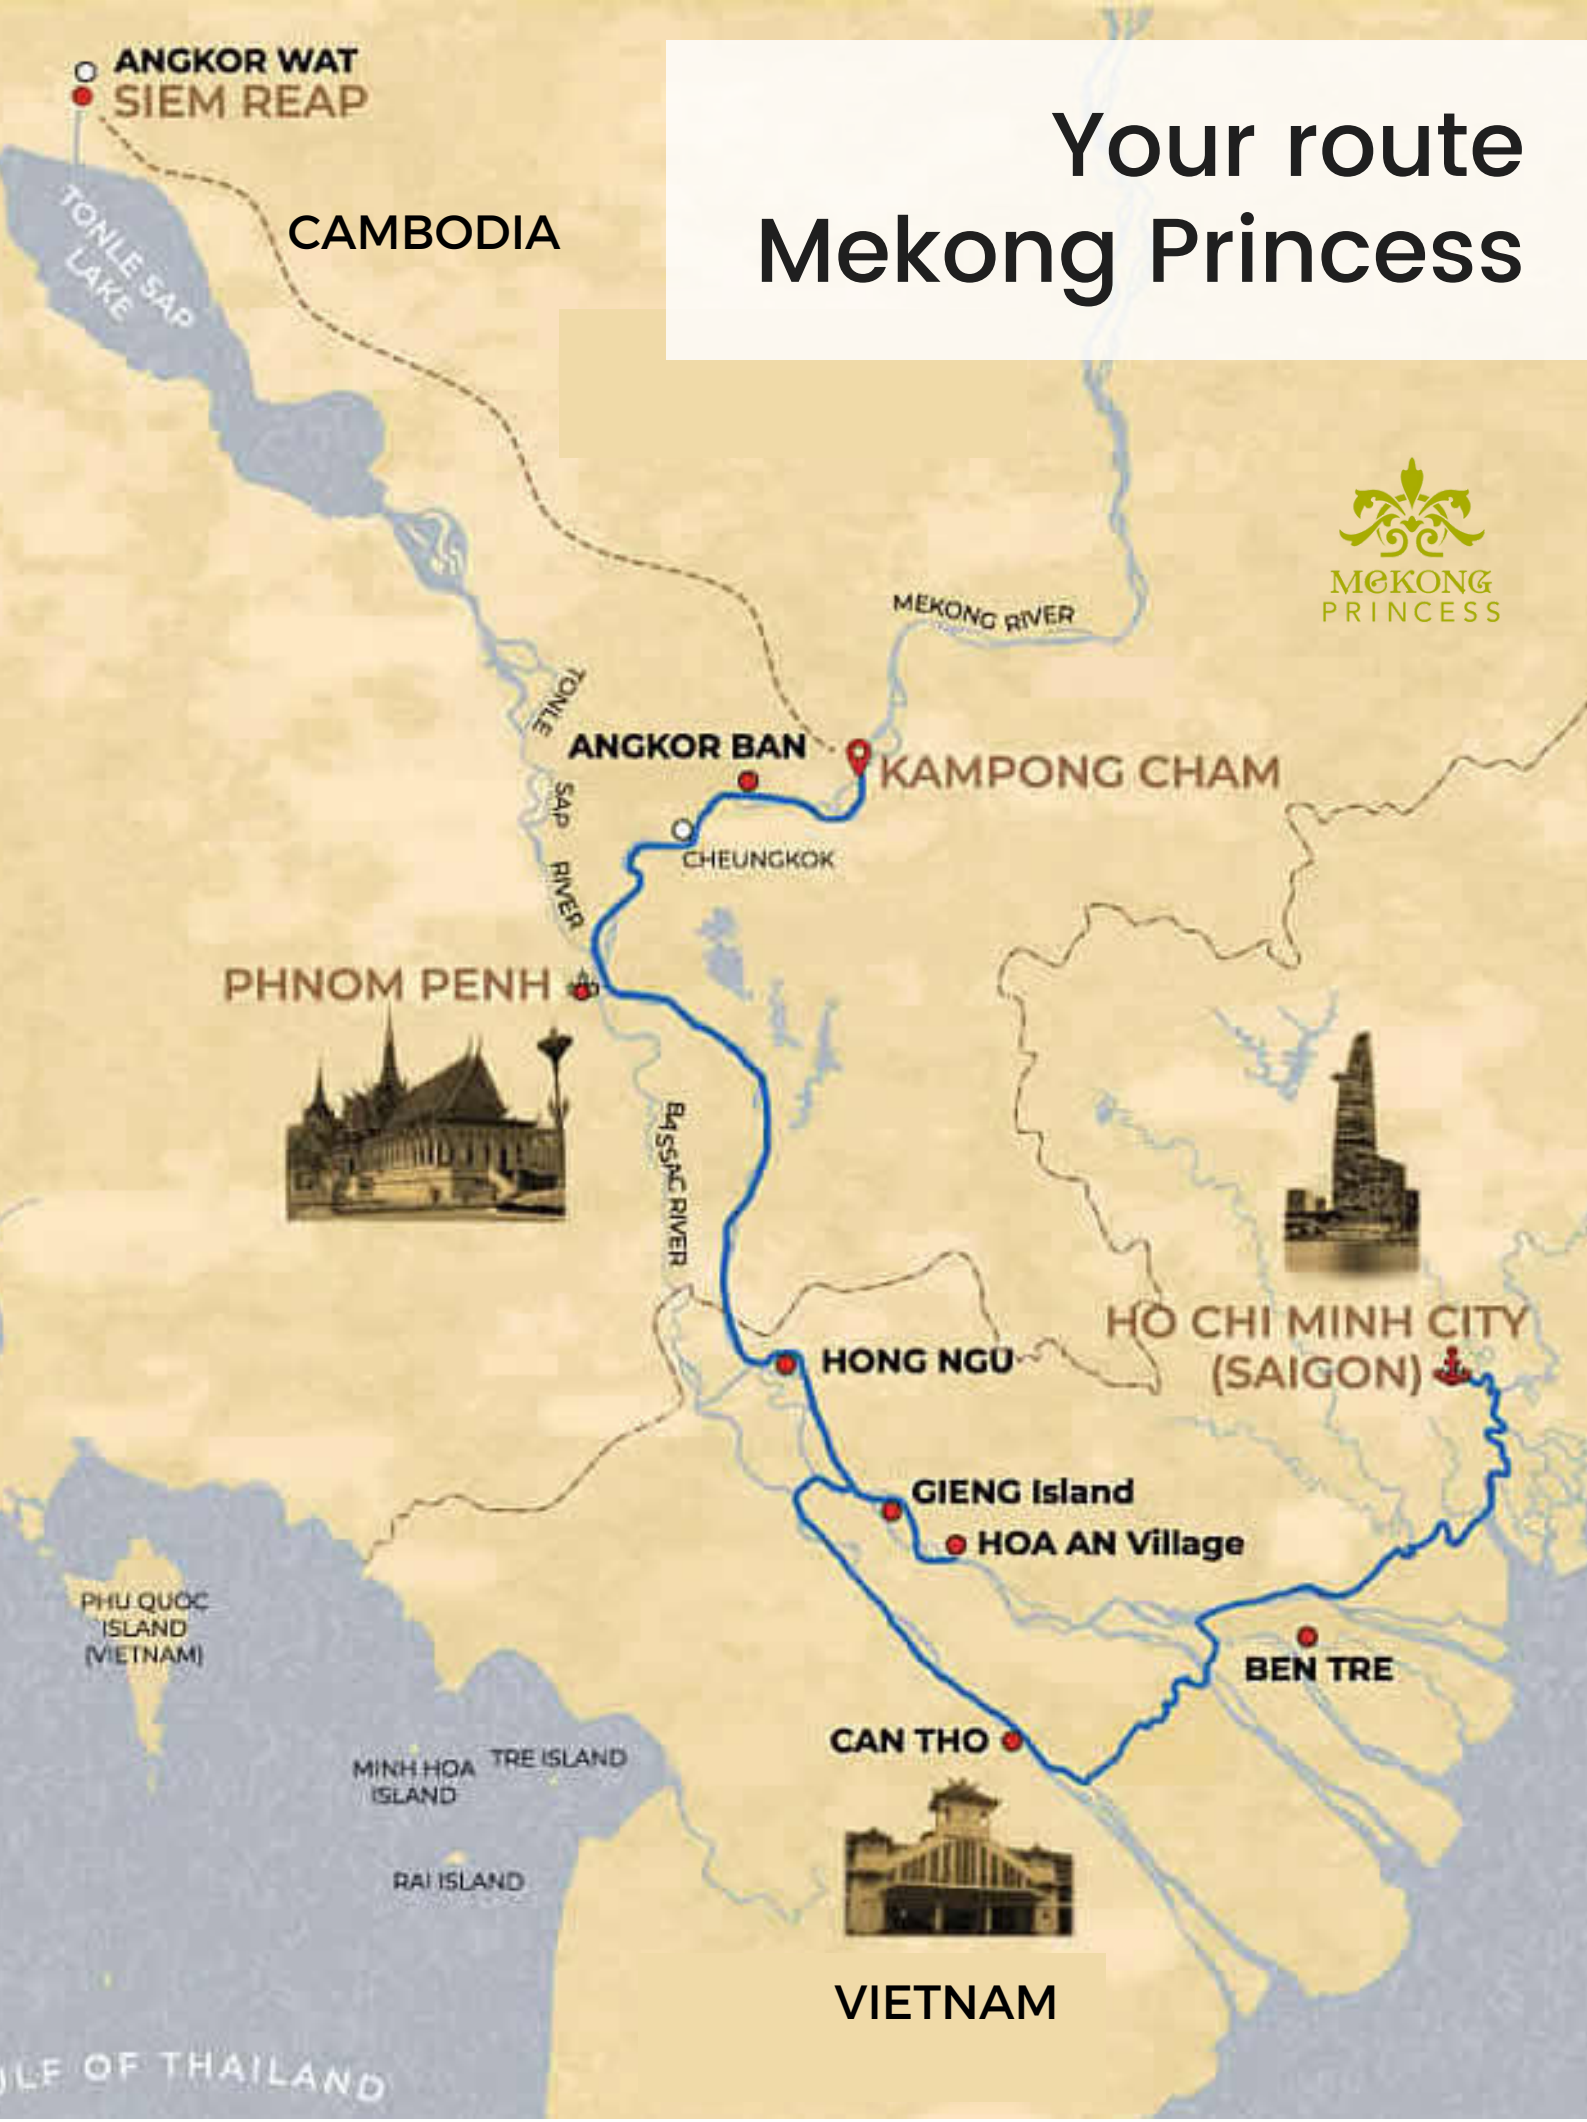 ANGKOR WAT
SIEM REAP
Your route
Mekong Princess
TONLE SAP
LAKE
CAMBODIA
MEKONG
PRINCESS
MEKONG RIVER
TONLE SAP RIVER
ANGKOR BAN
KAMPONG CHAM
CHEUNGKOK
PHNOM PENH
BASSAC RIVER
HO CHI MINH CITY
(SAIGON)
HONG NGU
GIENG Island
HOA AN Village
PHU QUOC
ISLAND
(VIETNAM)
BEN TRE
CAN THO
MINH HOA
ISLAND
TRE ISLAND
RAI ISLAND
VIETNAM
ULF OF THAILAND